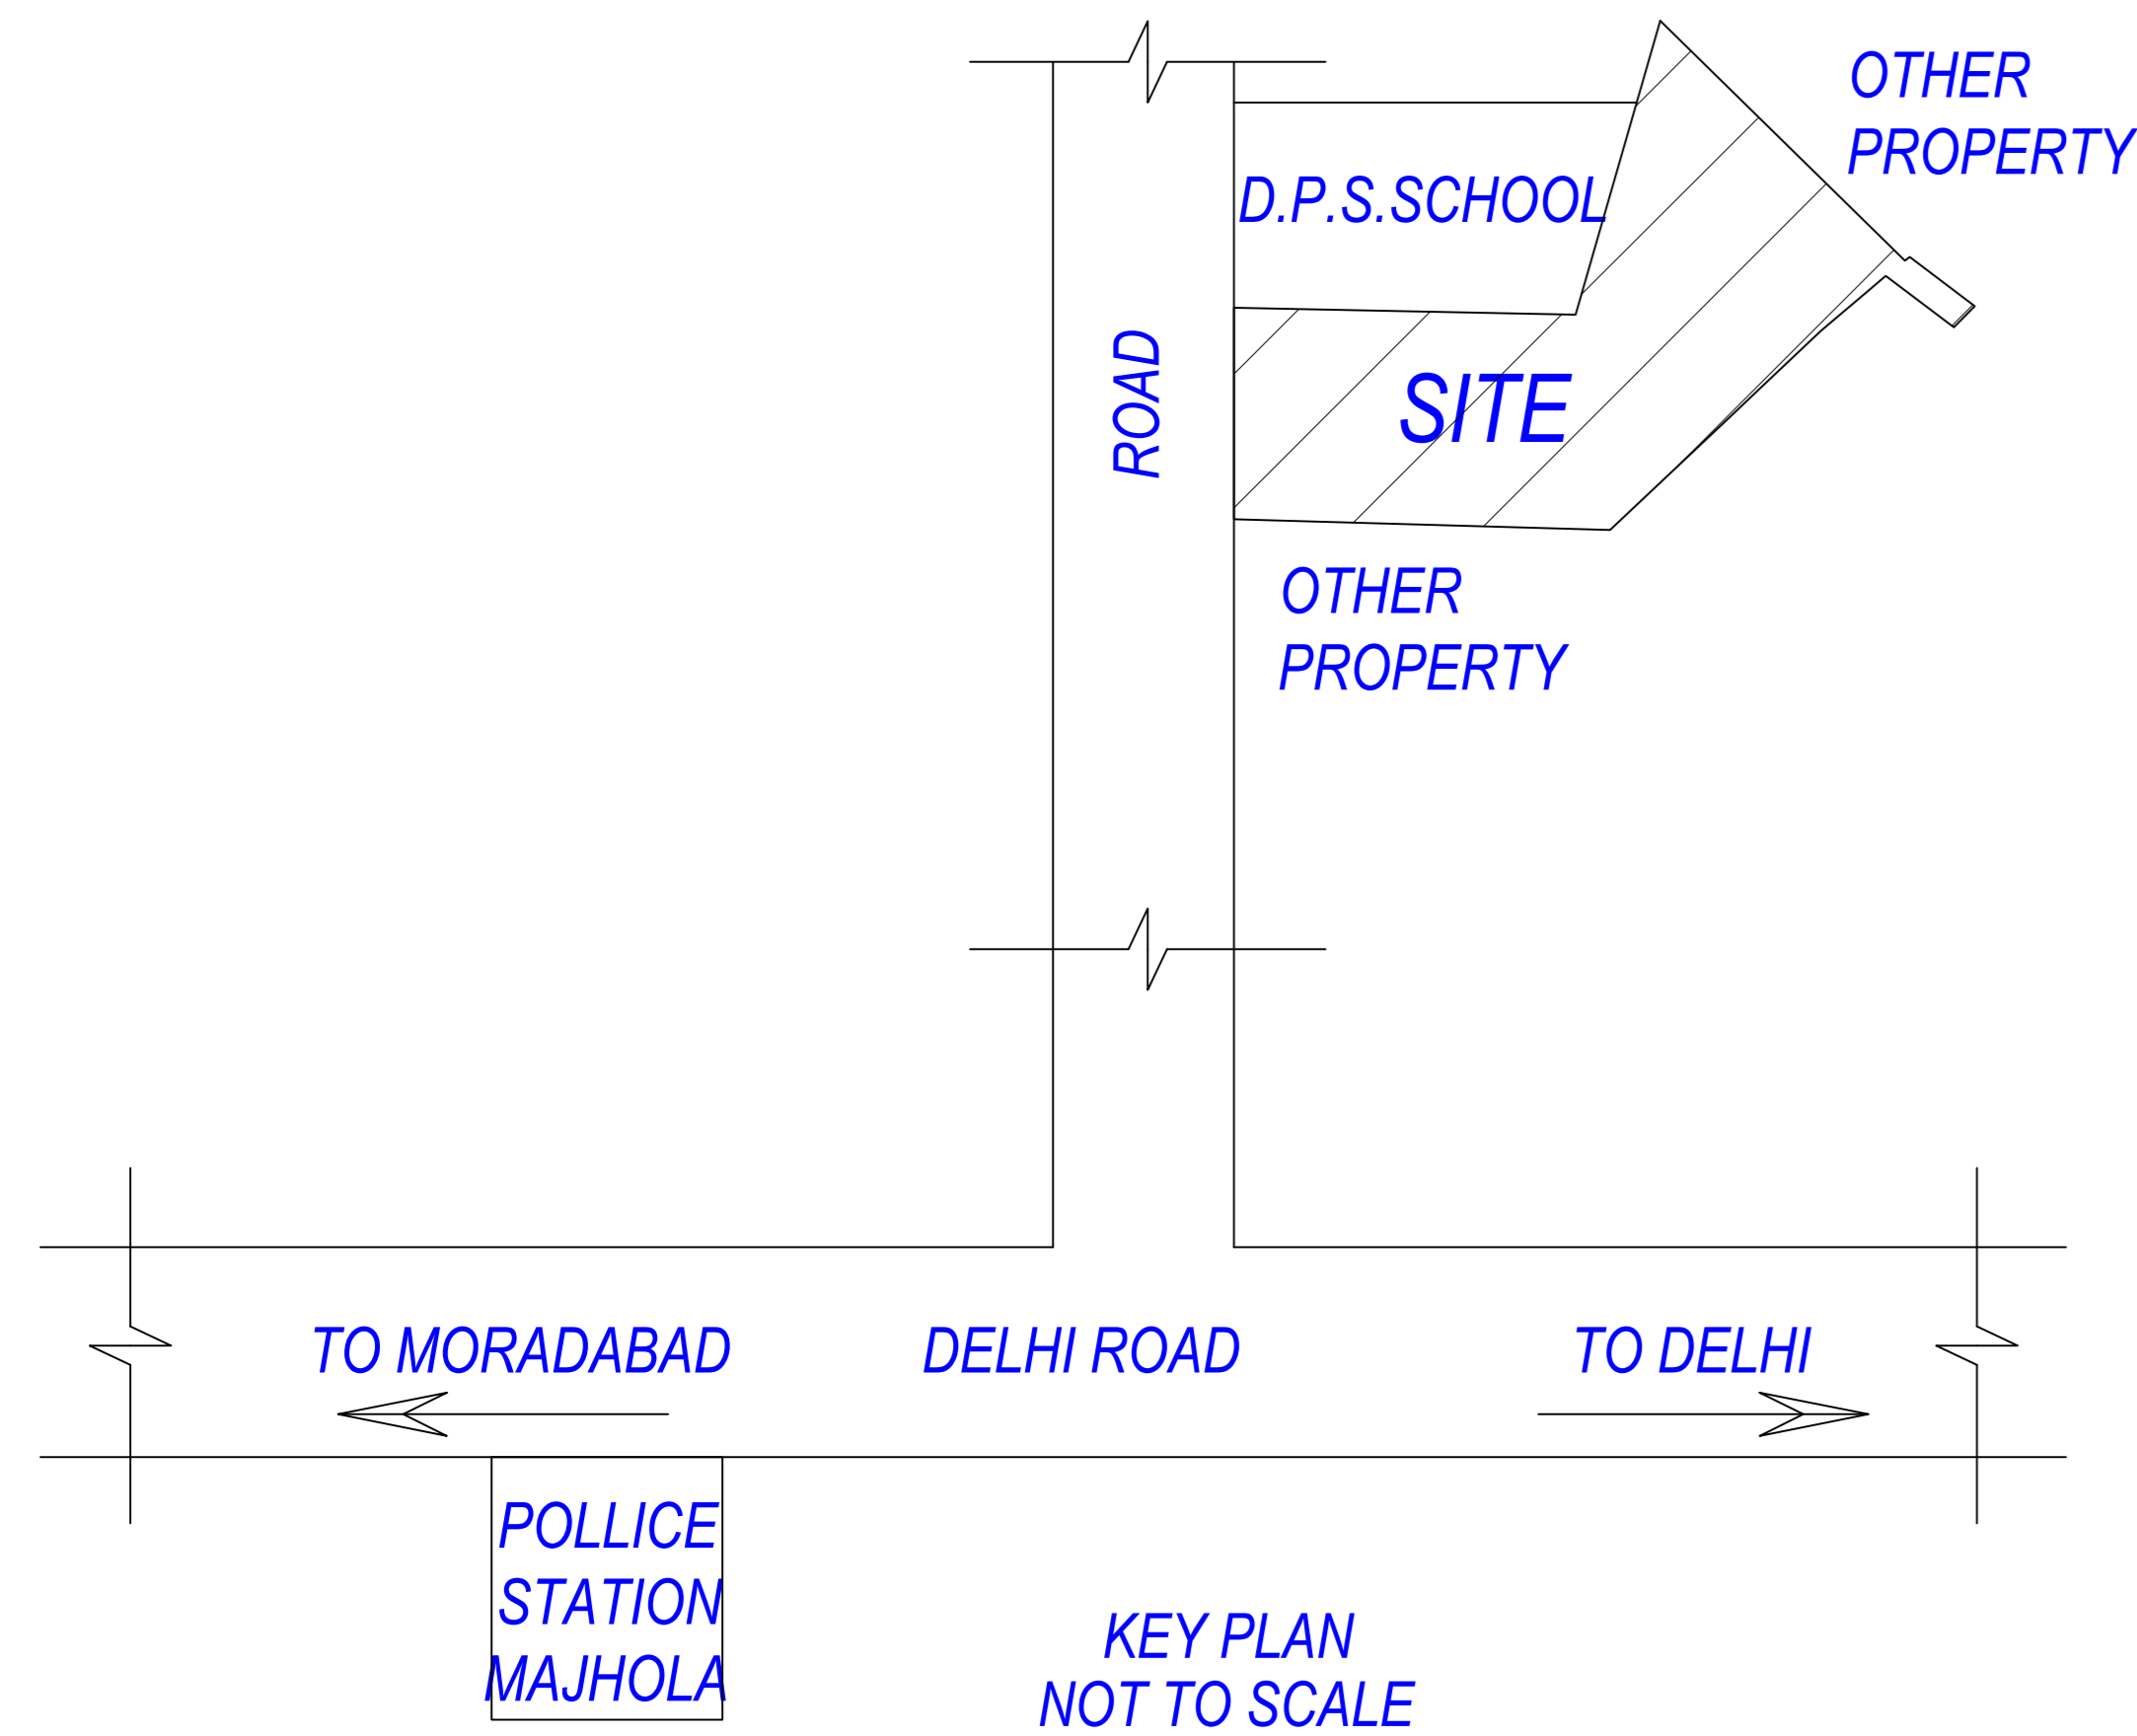 OTHER
PROPERTY
D.P.S.SCHOOL
ROAD
SITE
OTHER
PROPERTY
TO MORADABAD
DELHI ROAD
TO DELHI
POLLICE
STATION
MAJHOLA
KEY PLAN
NOT TO SCALE